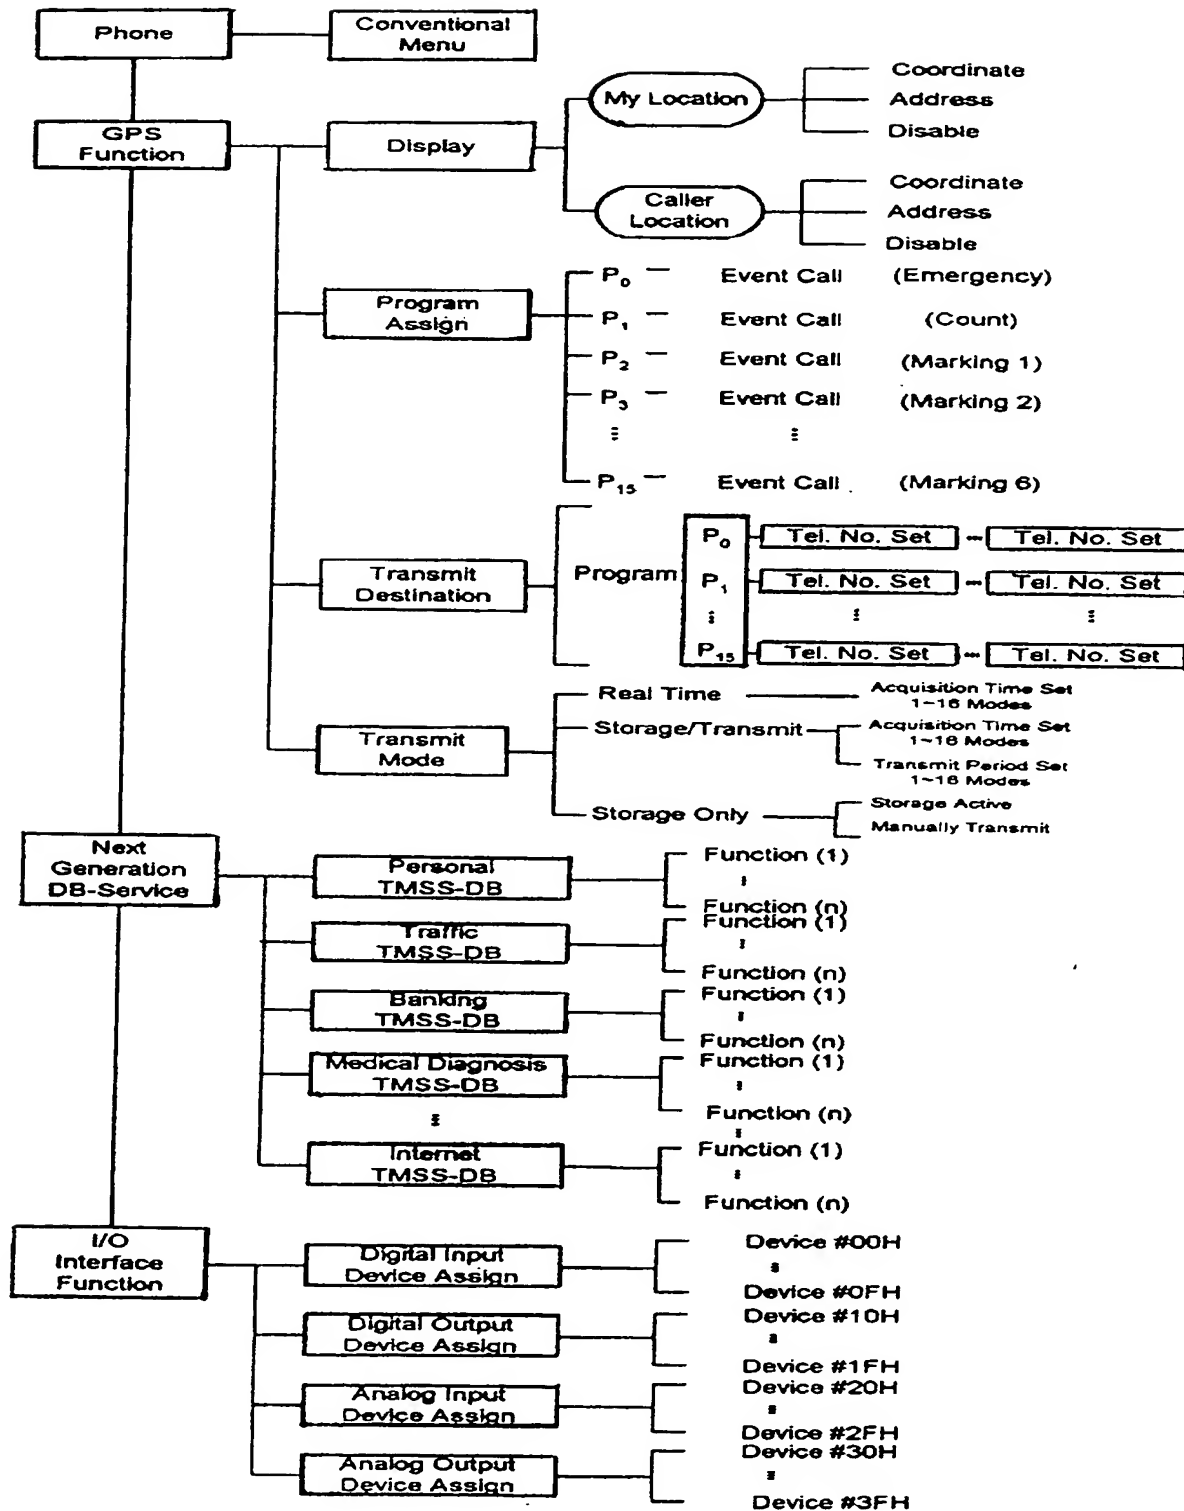 Phone
Conventional
Menu
GPS
Function
Display
My Location
Coordinate
Address
Disable
Caller
Location
Coordinate
Address
Disable
Program
Assign
P0 — Event Call (Emergency)
P1 — Event Call (Count)
P2 — Event Call (Marking 1)
P3 — Event Call (Marking 2)
⋮ ⋮
P15 — Event Call (Marking 6)
Transmit
Destination
Program
P0 Tel. No. Set ··· Tel. No. Set
P1 Tel. No. Set ··· Tel. No. Set
⋮ ⋮ ⋮
P15 Tel. No. Set ··· Tel. No. Set
Transmit
Mode
Real Time
Acquisition Time Set
1~16 Modes
Storage/Transmit
Acquisition Time Set
1~16 Modes
Transmit Period Set
1~16 Modes
Storage Only
Storage Active
Manually Transmit
Next
Generation
DB-Service
Personal
TMSS-DB
Function (1)
⋮
Function (n)
Traffic
TMSS-DB
Function (1)
⋮
Function (n)
Banking
TMSS-DB
Function (1)
⋮
Function (n)
Medical Diagnosis
TMSS-DB
Function (1)
⋮
Function (n)
⋮ ⋮
Internet
TMSS-DB
Function (1)
⋮
Function (n)
I/O
Interface
Function
Digital Input
Device Assign
Device #00H
⋮
Device #0FH
Digital Output
Device Assign
Device #10H
⋮
Device #1FH
Analog Input
Device Assign
Device #20H
⋮
Device #2FH
Analog Output
Device Assign
Device #30H
⋮
Device #3FH